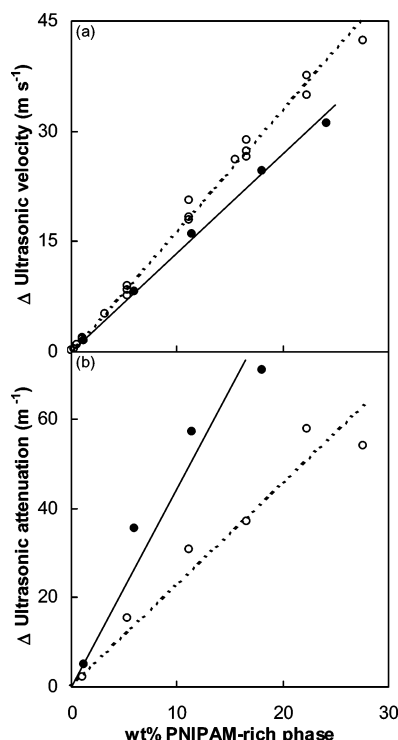 45
(a)
30
15
0
Δ Ultrasonic velocity (m s⁻¹)
(b)
60
40
20
0
Δ Ultrasonic attenuation (m⁻¹)
0 10 20 30
wt% PNIPAM-rich phase